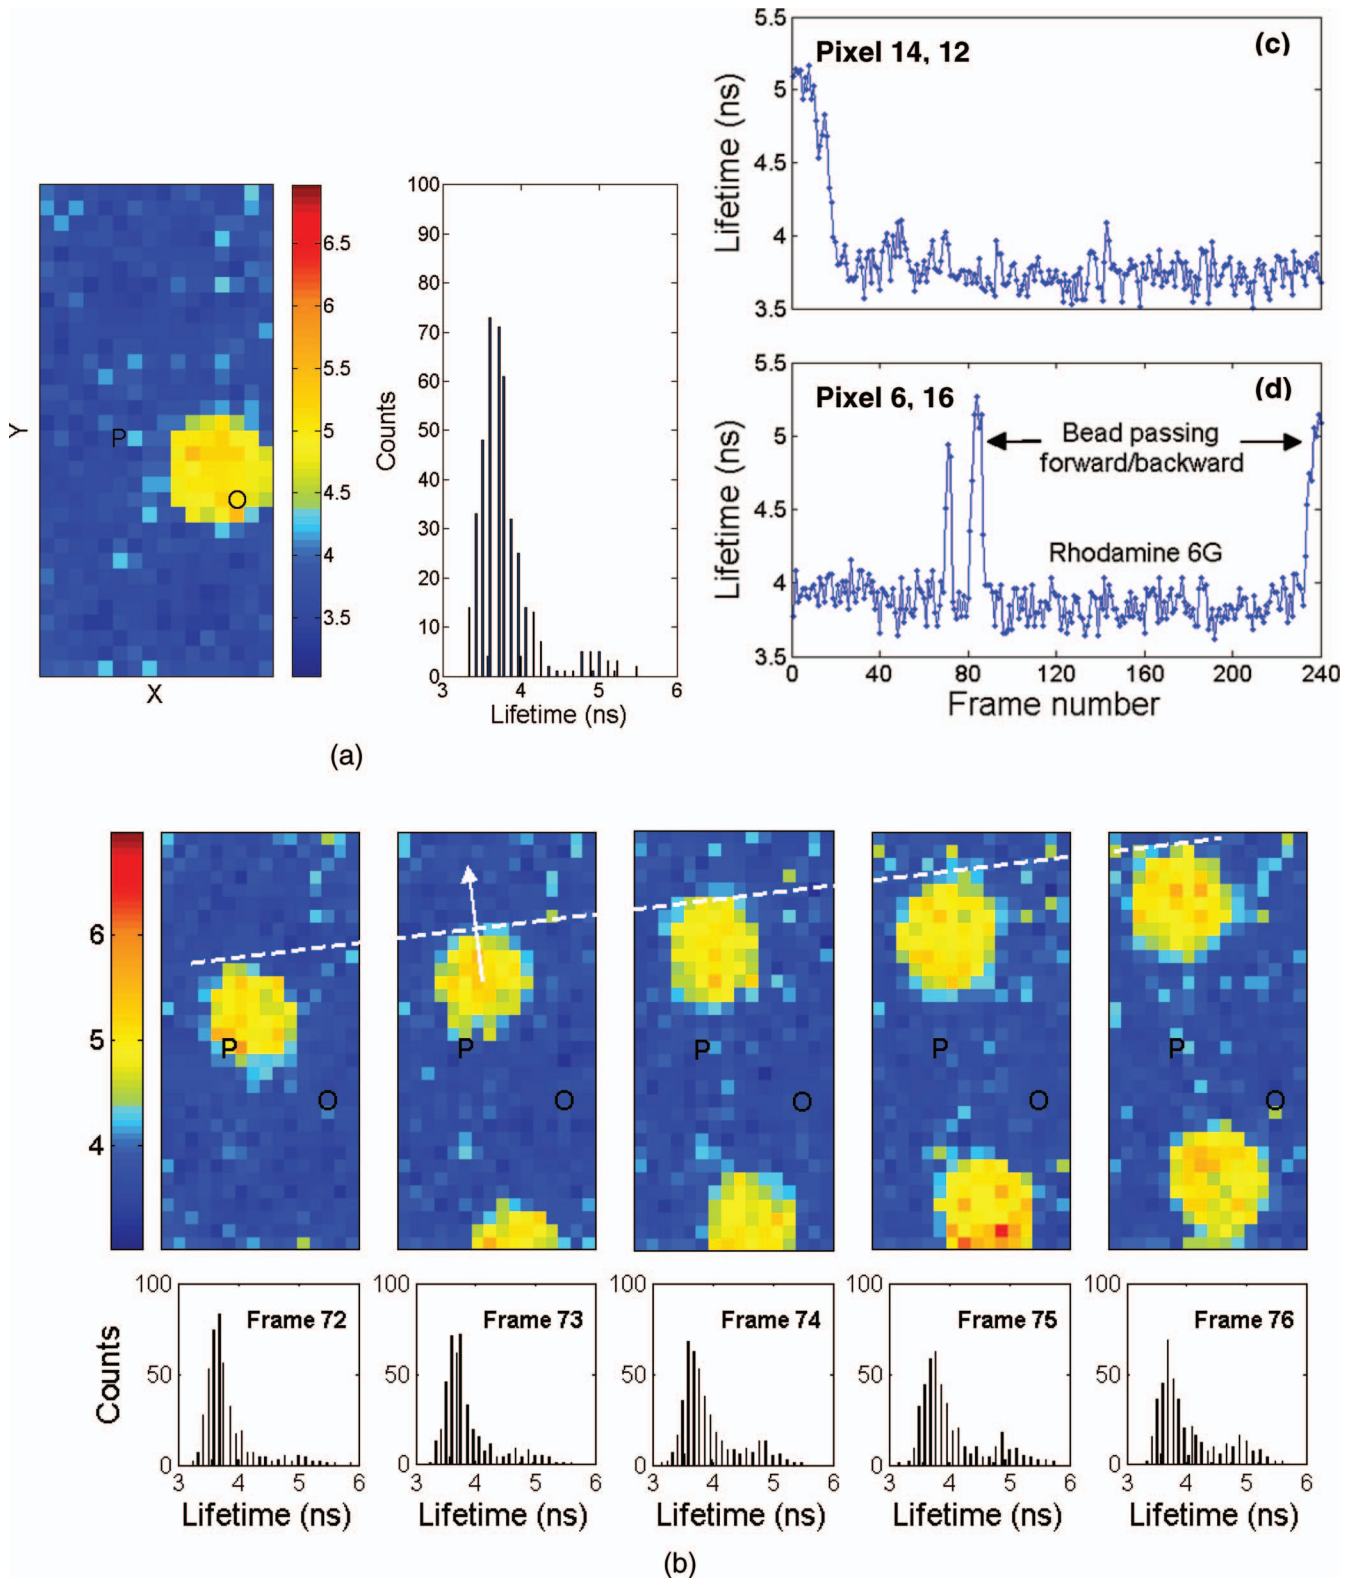 Pixel 14, 12
(c)
Lifetime (ns)
5.5
5
4.5
4
3.5
Pixel 6, 16
(d)
Bead passing
forward/backward
Rhodamine 6G
Lifetime (ns)
5.5
5
4.5
4
3.5
0 40 80 120 160 200 240
Frame number
Y
P
O
X
6.5
6
5.5
5
4.5
4
3.5
Counts
100
90
80
70
60
50
40
30
20
10
0
3 4 5 6
Lifetime (ns)
(a)
6
5
4
P
O
P
O
P
O
P
O
P
O
Counts
100
50
0
Frame 72
3 4 5 6
Lifetime (ns)
100
50
0
Frame 73
3 4 5 6
Lifetime (ns)
100
50
0
Frame 74
3 4 5 6
Lifetime (ns)
100
50
0
Frame 75
3 4 5 6
Lifetime (ns)
100
50
0
Frame 76
3 4 5 6
Lifetime (ns)
(b)